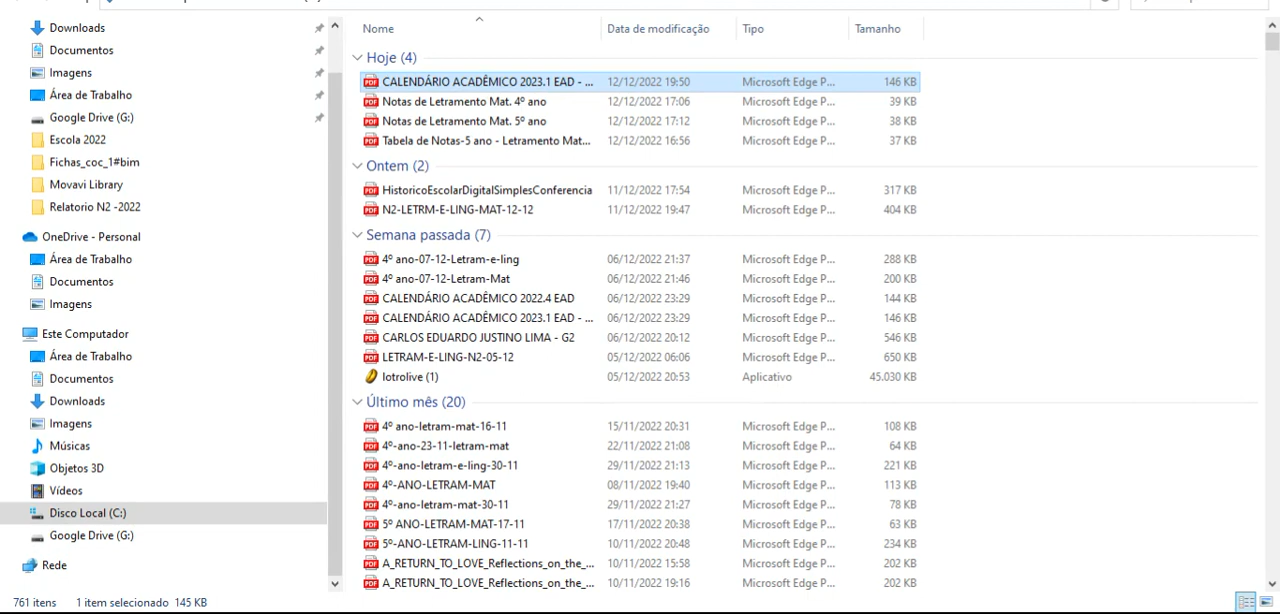 Downloads
Documentos
Imagens
Área de Trabalho
Google Drive (G:)
Escola 2022
Fichas_coc_1#bim
Movavi Library
Relatorio N2 -2022
OneDrive - Personal
Área de Trabalho
Documentos
Imagens
Este Computador
Área de Trabalho
Documentos
Downloads
Imagens
Músicas
Objetos 3D
Vídeos
Disco Local (C:)
Google Drive (G:)
Rede
Nome Data de modificação Tipo Tamanho
Hoje (4)
CALENDÁRIO ACADÊMICO 2023.1 EAD - ... 12/12/2022 19:50 Microsoft Edge P... 146 KB
Notas de Letramento Mat. 4º ano 12/12/2022 17:06 Microsoft Edge P... 39 KB
Notas de Letramento Mat. 5º ano 12/12/2022 17:12 Microsoft Edge P... 38 KB
Tabela de Notas-5 ano - Letramento Mat... 12/12/2022 16:56 Microsoft Edge P... 37 KB
Ontem (2)
HistoricoEscolarDigitalSimplesConferencia 11/12/2022 17:54 Microsoft Edge P... 317 KB
N2-LETRM-E-LING-MAT-12-12 11/12/2022 19:47 Microsoft Edge P... 404 KB
Semana passada (7)
4º ano-07-12-Letram-e-ling 06/12/2022 21:37 Microsoft Edge P... 288 KB
4º ano-07-12-Letram-Mat 06/12/2022 21:46 Microsoft Edge P... 200 KB
CALENDÁRIO ACADÊMICO 2022.4 EAD 06/12/2022 23:29 Microsoft Edge P... 144 KB
CALENDÁRIO ACADÊMICO 2023.1 EAD - ... 06/12/2022 23:29 Microsoft Edge P... 146 KB
CARLOS EDUARDO JUSTINO LIMA - G2 06/12/2022 20:12 Microsoft Edge P... 546 KB
LETRAM-E-LING-N2-05-12 05/12/2022 06:06 Microsoft Edge P... 650 KB
lotrolive (1) 05/12/2022 20:53 Aplicativo 45.030 KB
Último mês (20)
4º ano-letram-mat-16-11 15/11/2022 20:31 Microsoft Edge P... 108 KB
4º-ano-23-11-letram-mat 22/11/2022 21:08 Microsoft Edge P... 64 KB
4º-ano-letram-e-ling-30-11 29/11/2022 21:13 Microsoft Edge P... 221 KB
4º-ANO-LETRAM-MAT 08/11/2022 19:40 Microsoft Edge P... 113 KB
4º-ano-letram-mat-30-11 29/11/2022 21:27 Microsoft Edge P... 78 KB
5º ANO-LETRAM-MAT-17-11 17/11/2022 20:38 Microsoft Edge P... 63 KB
5º-ANO-LETRAM-LING-11-11 10/11/2022 20:48 Microsoft Edge P... 234 KB
A_RETURN_TO_LOVE_Reflections_on_the_... 10/11/2022 15:58 Microsoft Edge P... 202 KB
A_RETURN_TO_LOVE_Reflections_on_the_... 10/11/2022 19:16 Microsoft Edge P... 202 KB
761 itens 1 item selecionado 145 KB